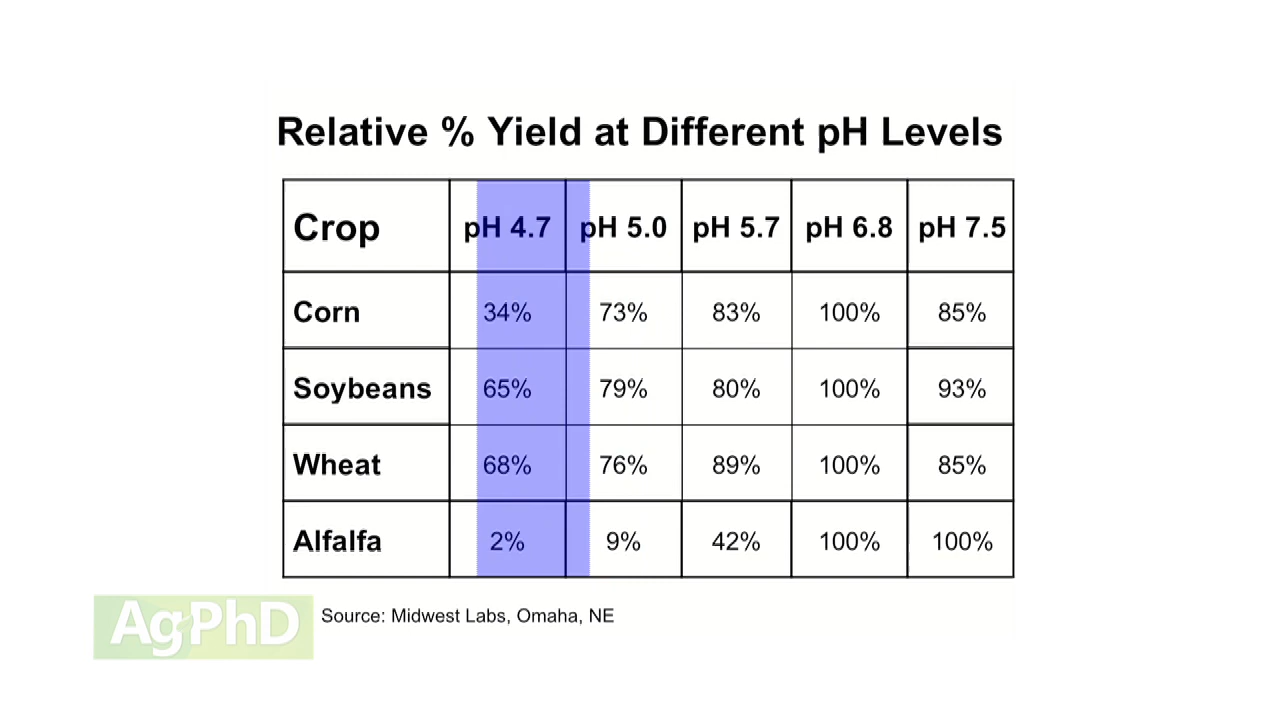 Relative % Yield at Different pH Levels
Crop pH 4.7 pH 5.0 pH 5.7 pH 6.8 pH 7.5
Corn 34% 73% 83% 100% 85%
Soybeans 65% 79% 80% 100% 93%
Wheat 68% 76% 89% 100% 85%
Alfalfa 2% 9% 42% 100% 100%
AgPhD
Source: Midwest Labs, Omaha, NE